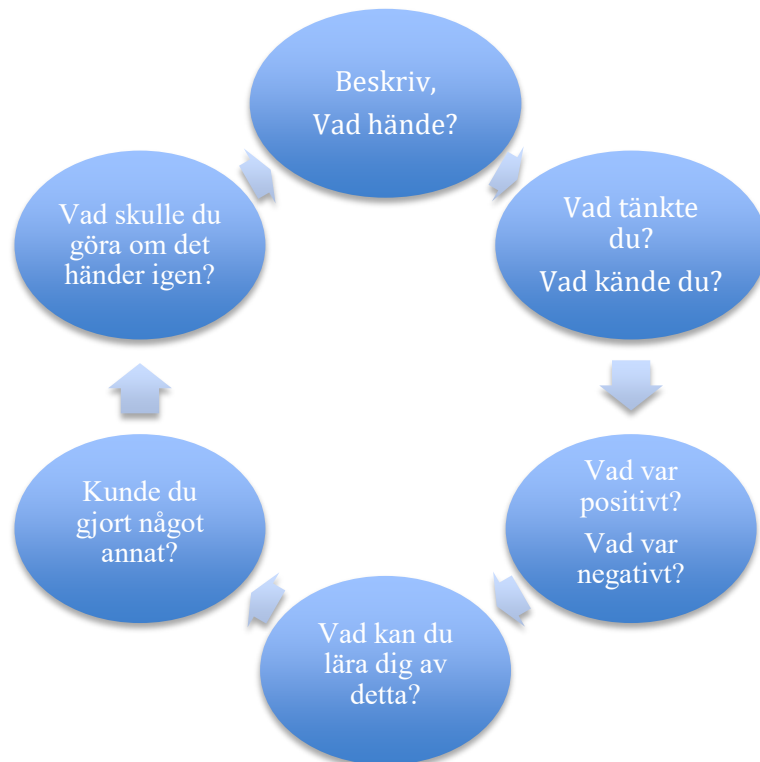 Beskriv,
Vad hände?
Vad tänkte
du?
Vad kände du?
Vad var
positivt?
Vad var
negativt?
Vad kan du
lära dig av
detta?
Kunde du
gjort något
annat?
Vad skulle du
göra om det
händer igen?